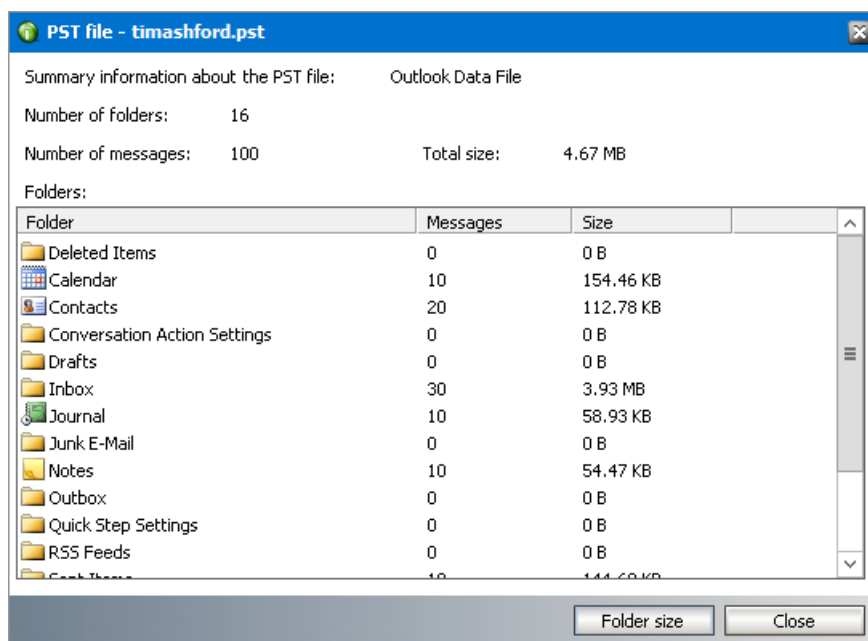 PST file - timashford.pst
Summary information about the PST file: Outlook Data File
Number of folders: 16
Number of messages: 100 Total size: 4.67 MB
Folders:
Folder Messages Size
Deleted Items 0 0 B
Calendar 10 154.46 KB
Contacts 20 112.78 KB
Conversation Action Settings 0 0 B
Drafts 0 0 B
Inbox 30 3.93 MB
Journal 10 58.93 KB
Junk E-Mail 0 0 B
Notes 10 54.47 KB
Outbox 0 0 B
Quick Step Settings 0 0 B
RSS Feeds 0 0 B
Sent Items 10
Folder size Close